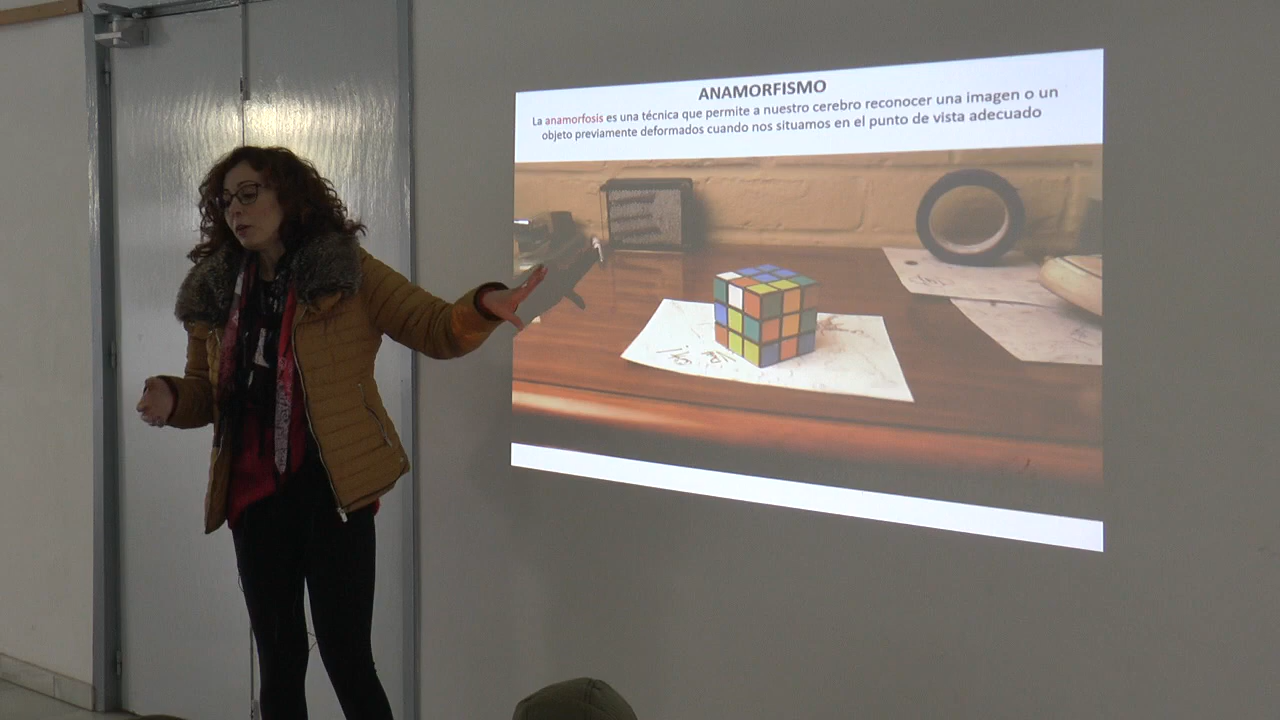 ANAMORFISMO
La anamorfosis es una técnica que permite a nuestro cerebro reconocer una imagen o un
objeto previamente deformados cuando nos situamos en el punto de vista adecuado